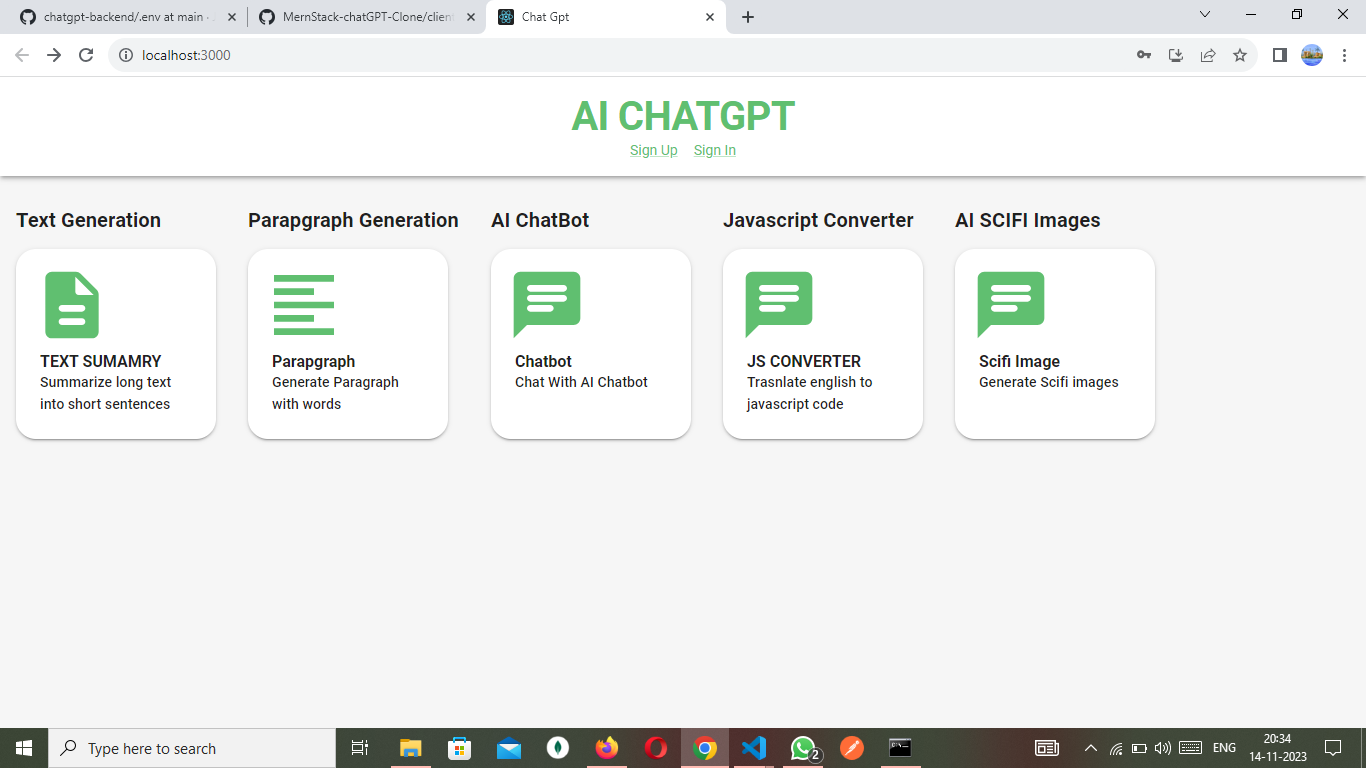 chatgpt-backend/.env at main ·
MernStack-chatGPT-Clone/client
Chat Gpt
localhost:3000
AI CHATGPT
Sign Up Sign In
Text Generation
Parapgraph Generation
AI ChatBot
Javascript Converter
AI SCIFI Images
TEXT SUMAMRY
Summarize long text
into short sentences
Parapgraph
Generate Paragraph
with words
Chatbot
Chat With AI Chatbot
JS CONVERTER
Trasnlate english to
javascript code
Scifi Image
Generate Scifi images
Type here to search
2
ENG
20:34
14-11-2023